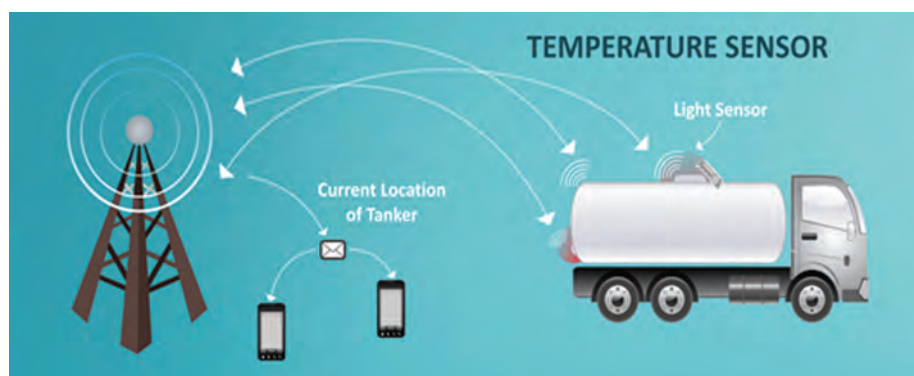 TEMPERATURE SENSOR
Light Sensor
Current Location
of Tanker